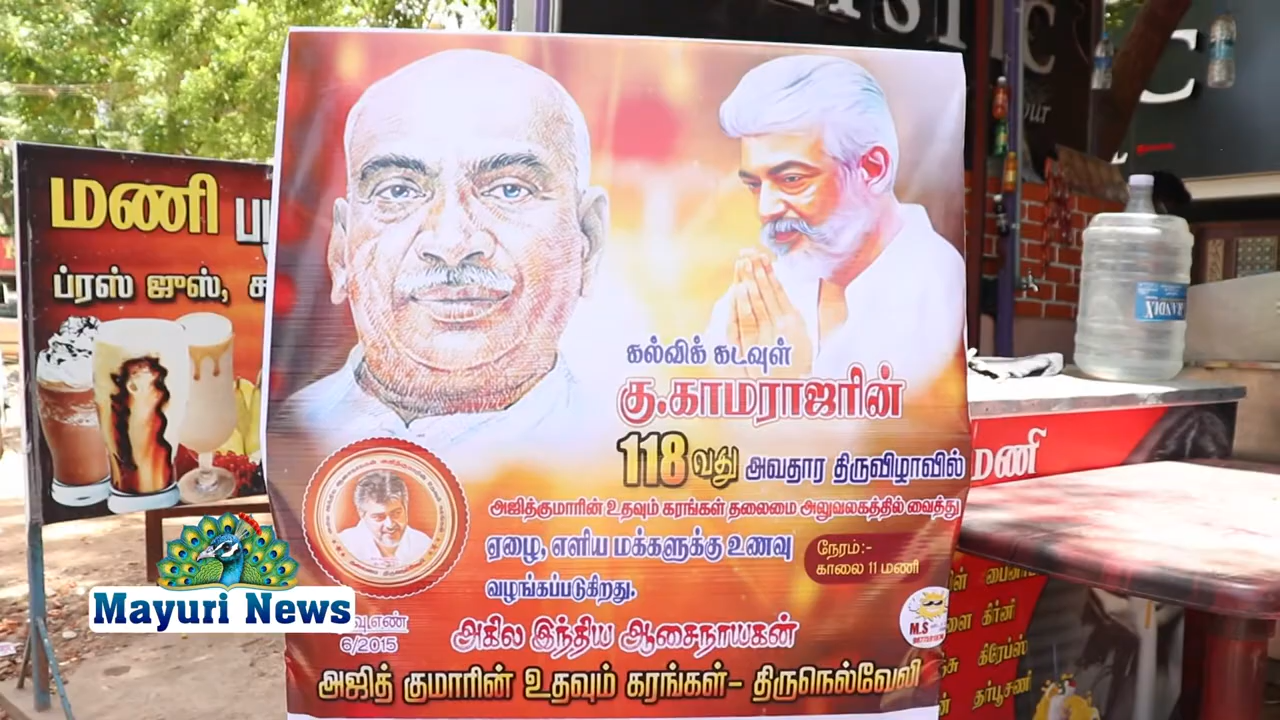 மணி
ப்ரஸ் ஜுஸ்,
கல்விக் கடவுள்
கு.காமராஜரின்
118 வது அவதார திருவிழாவில்
அஜித்குமாரின் உதவும் கரங்கள் தலைமை அலுவலகத்தில் வைத்து
ஏழை, எளிய மக்களுக்கு உணவு
வழங்கப்படுகிறது.
நேரம்:-
காலை 11 மணி
6/2015
அகில இந்திய ஆசைநாயகன்
அஜித் குமாரின் உதவும் கரங்கள்- திருநெல்வேலி
M.S
Mayuri News
மணி
கிரேப்ஸ்
தர்பூசணி